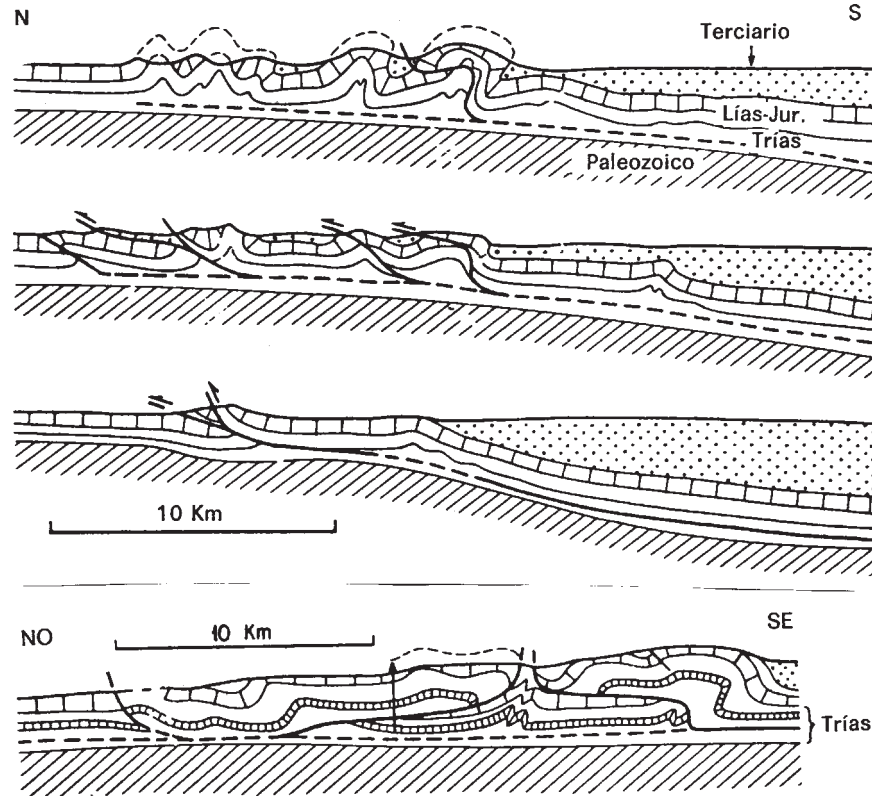 N
S
Terciario
Lías-Jur.
Trías
Paleozoico
10 Km
NO
SE
10 Km
Trías